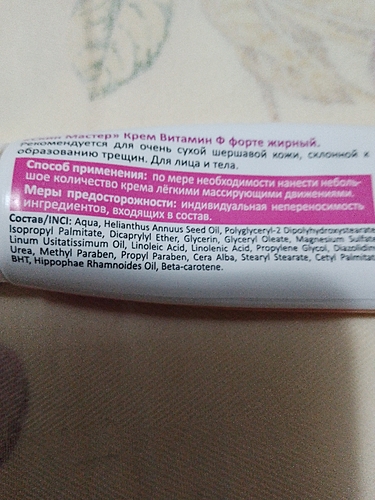 Мастер» Крем Витамин Ф форте жирный.
Рекомендуется для очень сухой шершавой кожи, склонной к
образованию трещин. Для лица и тела.
Способ применения: по мере необходимости нанести неболь-
шое количество крема лёгкими массирующими движениями.
Меры предосторожности: индивидуальная непереносимость
ингредиентов, входящих в состав.
Состав/INCI: Aqua, Helianthus Annuus Seed Oil, Polyglyceryl-2 Dipolyhydroxystearate,
Isopropyl Palmitate, Dicaprylyl Ether, Glycerin, Glyceryl Oleate, Magnesium Sulfate,
Linum Usitatissimum Oil, Linoleic Acid, Linolenic Acid, Propylene Glycol, Diazolidin
Urea, Methyl Paraben, Propyl Paraben, Cera Alba, Stearyl Stearate, Cetyl Palmitat
BHT, Hippophae Rhamnoides Oil, Beta-carotene.